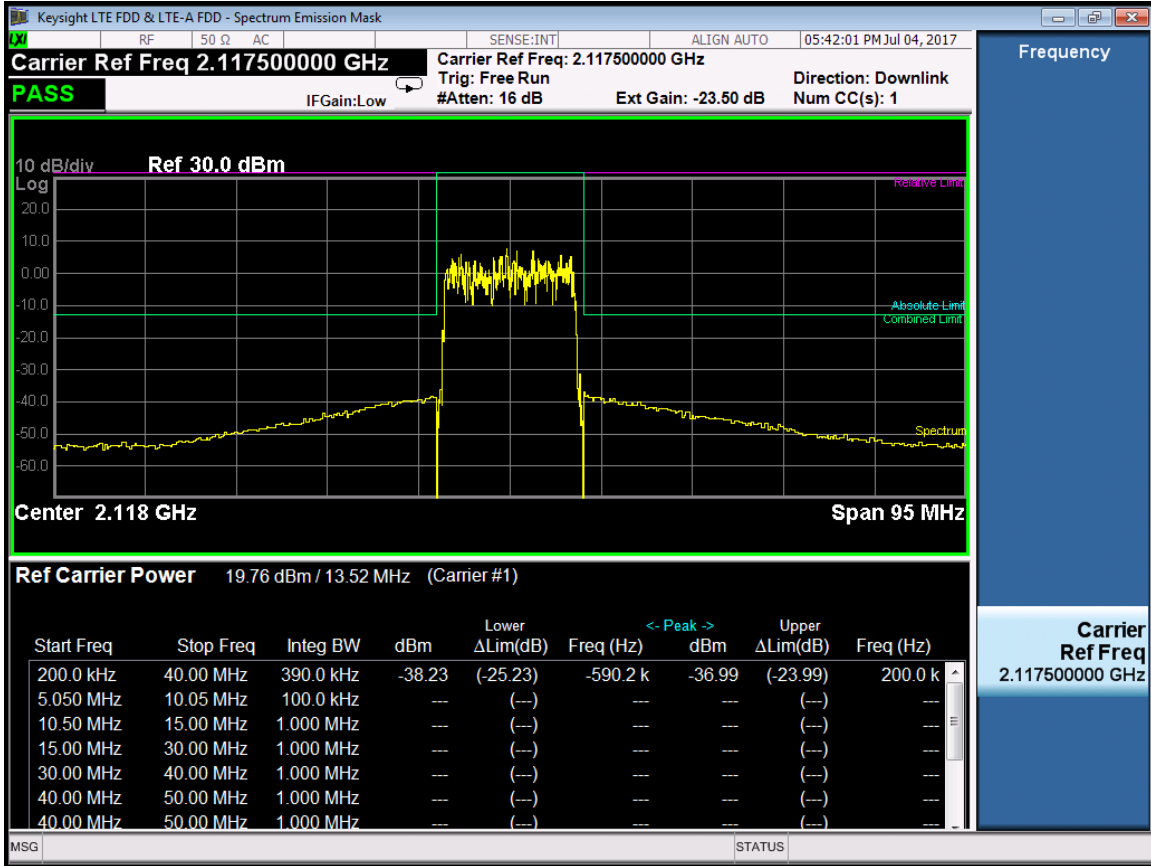 Keysight LTE FDD & LTE-A FDD - Spectrum Emission Mask
LXI RF 50 Ω AC SENSE:INT ALIGN AUTO 05:42:01 PM Jul 04, 2017
Carrier Ref Freq 2.117500000 GHz
PASS
IFGain:Low
Carrier Ref Freq: 2.117500000 GHz
Trig: Free Run Direction: Downlink
#Atten: 16 dB Ext Gain: -23.50 dB Num CC(s): 1
10 dB/div Ref 30.0 dBm
Log
Relative Limit
20.0
10.0
0.00
-10.0
Absolute Limit
Combined Limit
-20.0
-30.0
-40.0
-50.0
Spectrum
-60.0
Center 2.118 GHz Span 95 MHz
Ref Carrier Power 19.76 dBm / 13.52 MHz (Carrier #1)
Lower <- Peak -> Upper
Start Freq Stop Freq Integ BW dBm ΔLim(dB) Freq (Hz) dBm ΔLim(dB) Freq (Hz)
200.0 kHz 40.00 MHz 390.0 kHz -38.23 (-25.23) -590.2 k -36.99 (-23.99) 200.0 k
5.050 MHz 10.05 MHz 100.0 kHz --- (---) --- --- (---) ---
10.50 MHz 15.00 MHz 1.000 MHz --- (---) --- --- (---) ---
15.00 MHz 30.00 MHz 1.000 MHz --- (---) --- --- (---) ---
30.00 MHz 40.00 MHz 1.000 MHz --- (---) --- --- (---) ---
40.00 MHz 50.00 MHz 1.000 MHz --- (---) --- --- (---) ---
40.00 MHz 50.00 MHz 1.000 MHz --- (---) --- --- (---) ---
MSG STATUS
Frequency
Carrier
Ref Freq
2.117500000 GHz